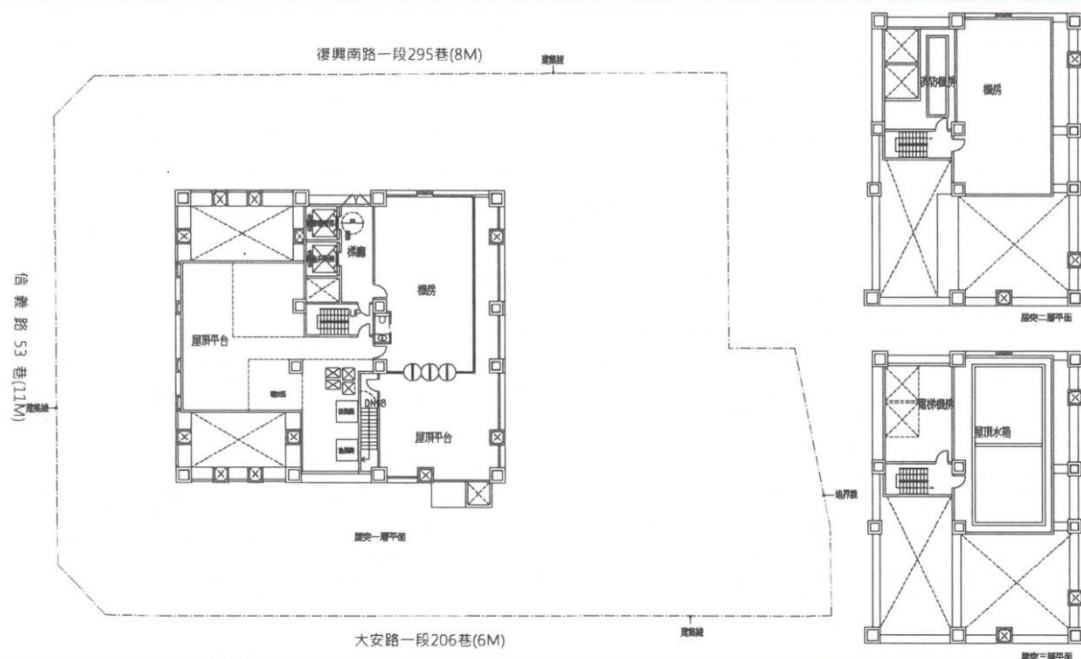 復興南路一段295巷(8M)
建築線
信義路53巷(11M)
建築線
梯廳
機房
UP
屋頂平台
DN18
屋頂平台
地界線
屋突一層平面
大安路一段206巷(6M)
建築線
消防機房
機房
屋突二層平面
電梯機房
屋頂水箱
屋突三層平面